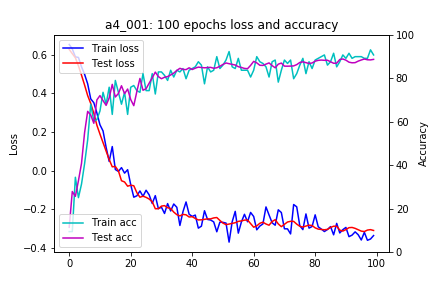 a4_001: 100 epochs loss and accuracy
Train loss
Test loss
Train acc
Test acc
Loss
Accuracy
0.6
0.4
0.2
0.0
−0.2
−0.4
100
80
60
40
20
0
0 20 40 60 80 100